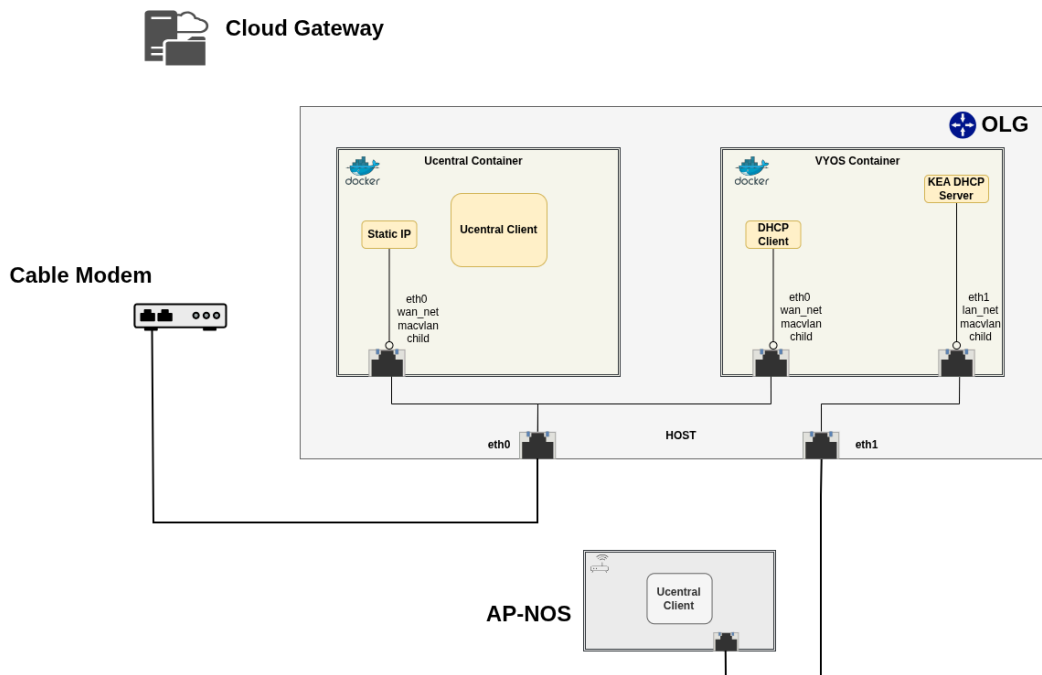 Cloud Gateway
OLG
docker
Ucentral Container
docker
VYOS Container
KEA DHCP
Server
Static IP
Ucentral Client
DHCP
Client
Cable Modem
eth0
wan_net
macvlan
child
eth0
wan_net
macvlan
child
eth1
lan_net
macvlan
child
eth0
HOST
eth1
AP-NOS
Ucentral
Client